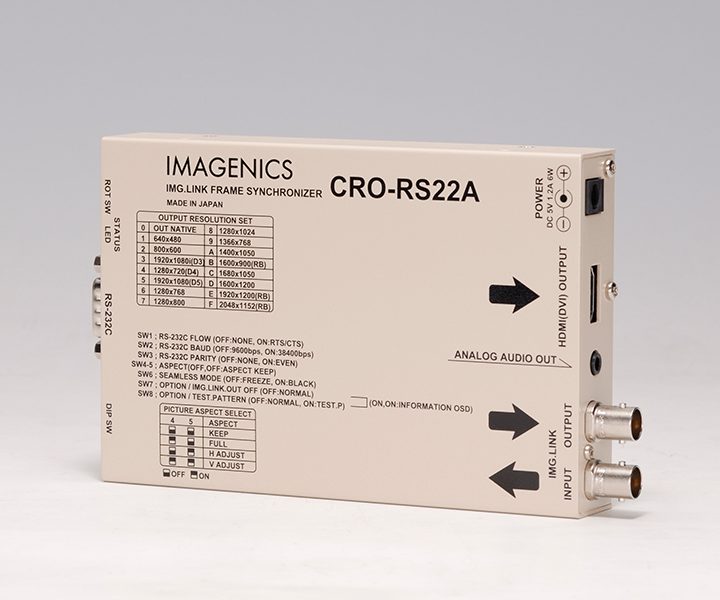 IMAGENICS
IMG.LINK FRAME SYNCHRONIZER CRO-RS22A
MADE IN JAPAN
OUTPUT RESOLUTION SET
0 OUT NATIVE 8 1280x1024
1 640x480 9 1366x768
2 800x600 A 1400x1050
3 1920x1080i(D3) B 1600x900(RB)
4 1280x720(D4) C 1680x1050
5 1920x1080(D5) D 1600x1200
6 1280x768 E 1920x1200(RB)
7 1280x800 F 2048x1152(RB)
SW1 ; RS-232C FLOW (OFF:NONE, ON:RTS/CTS)
SW2 ; RS-232C BAUD (OFF:9600bps, ON:38400bps)
SW3 ; RS-232C PARITY (OFF:NONE, ON:EVEN)
SW4-5 ; ASPECT(OFF,OFF:ASPECT KEEP)
SW6 ; SEAMLESS MODE (OFF:FREEZE, ON:BLACK)
SW7 ; OPTION / IMG.LINK.OUT OFF (OFF:NORMAL)
SW8 ; OPTION / TEST.PATTERN (OFF:NORMAL, ON:TEST.P) (ON,ON:INFORMATION OSD)
PICTURE ASPECT SELECT
4 5 ASPECT
KEEP
FULL
H ADJUST
V ADJUST
OFF ON
ROT SW
STATUS LED
RS-232C
DIP SW
POWER
DC 5V 1.2A 6W
HDMI(DVI) OUTPUT
ANALOG AUDIO OUT
IMG.LINK
OUTPUT
INPUT